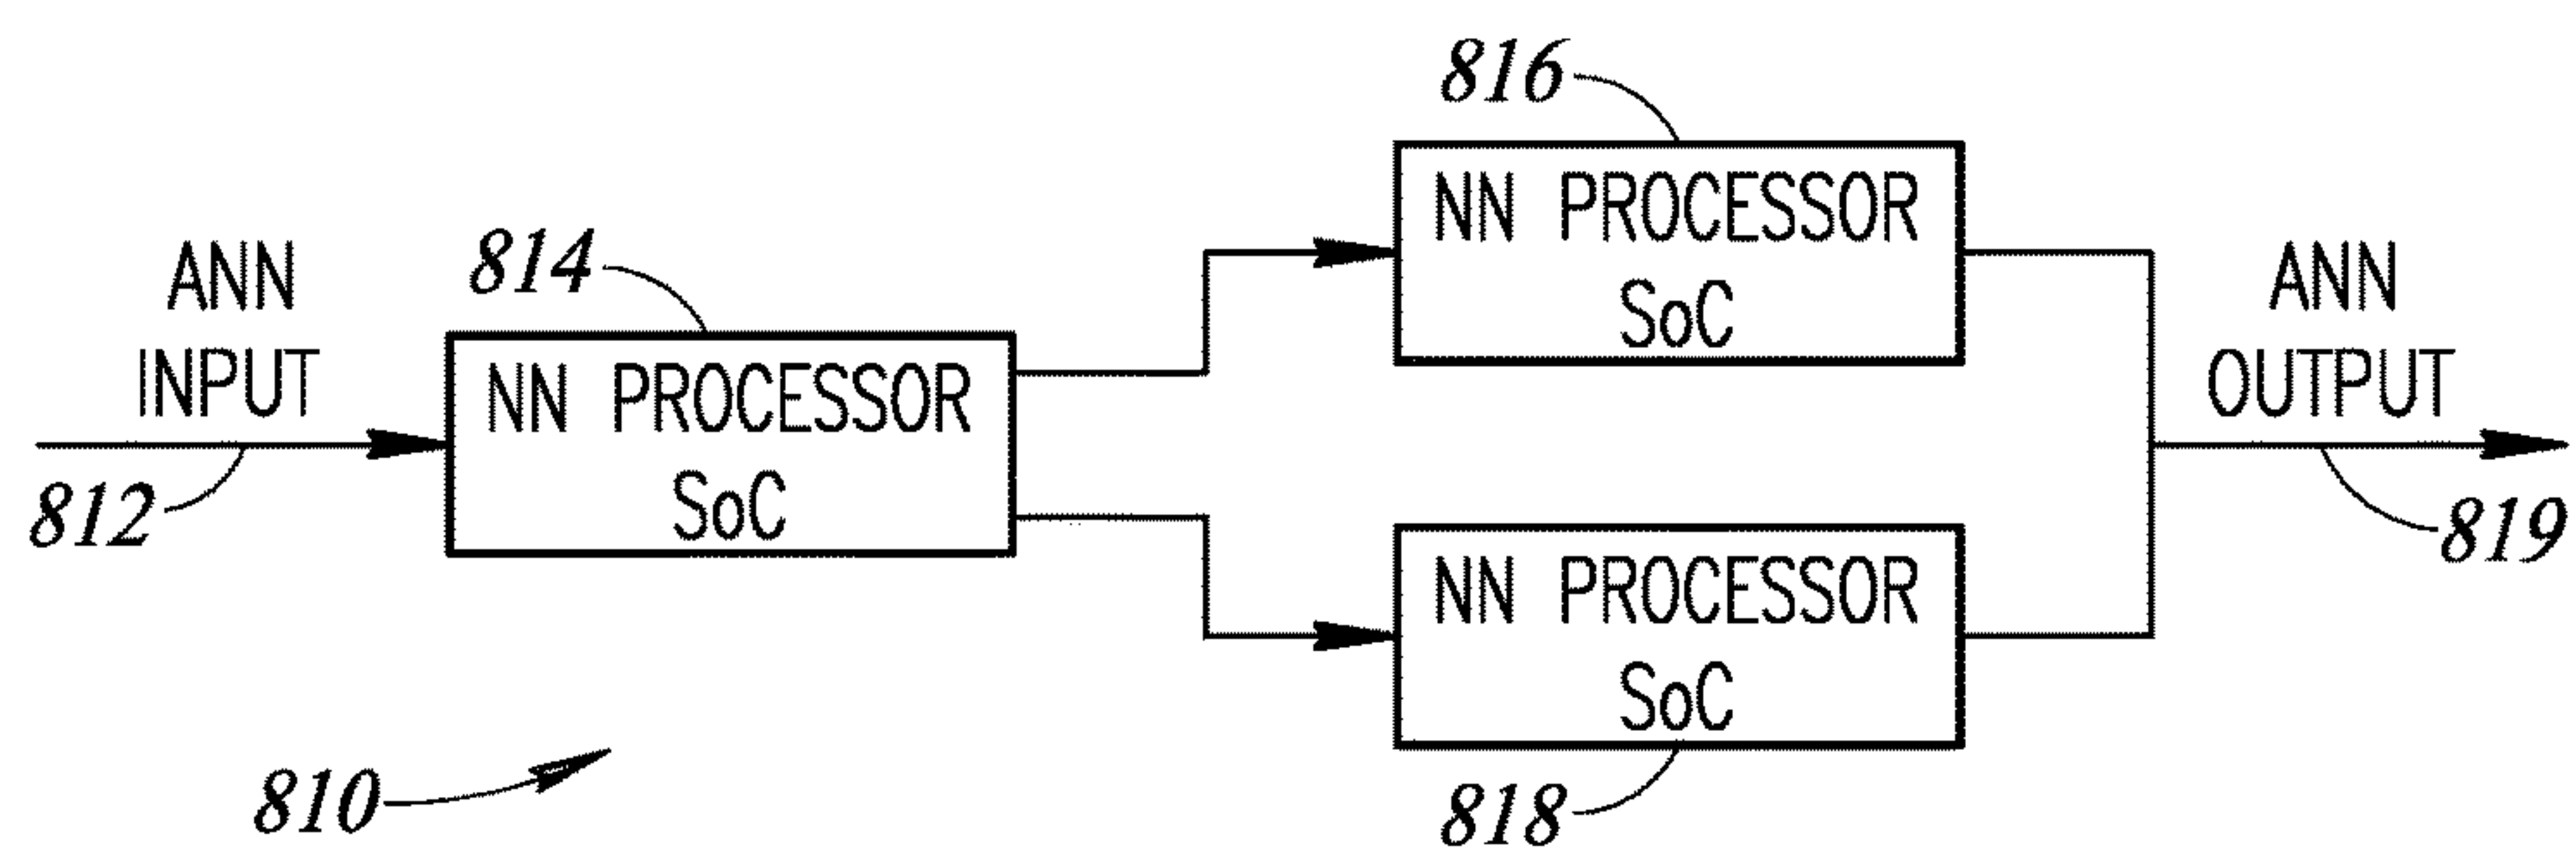 816
NN PROCESSOR
SoC
ANN
INPUT
814
NN PROCESSOR
SoC
812
ANN
OUTPUT
819
NN PROCESSOR
SoC
818
810